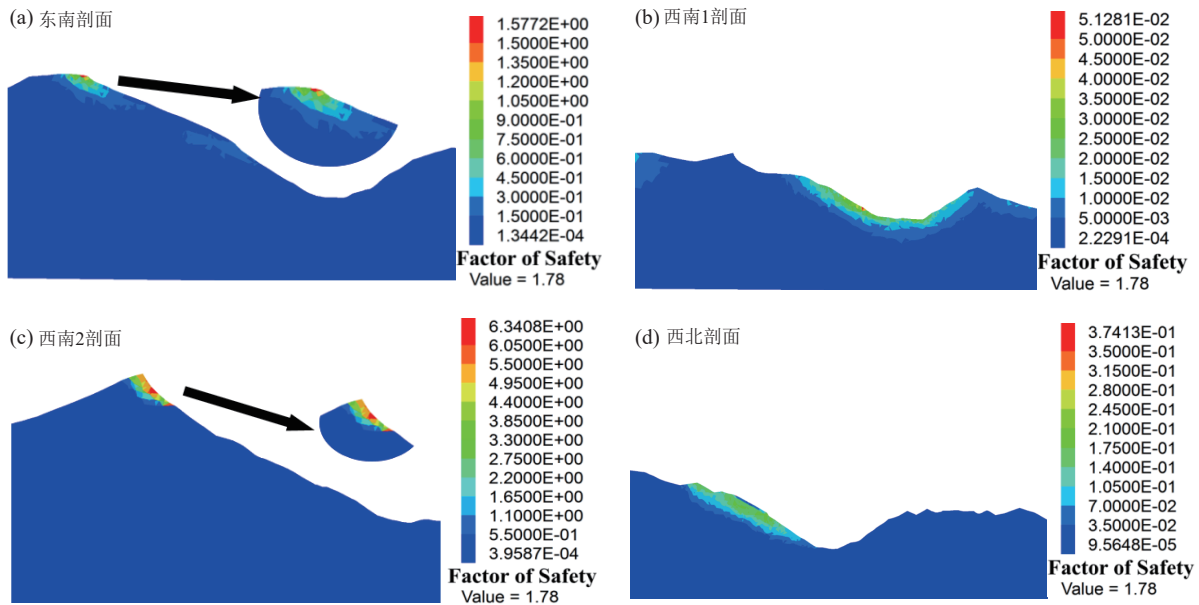 (a) 东南剖面
1.5772E+00
1.5000E+00
1.3500E+00
1.2000E+00
1.0500E+00
9.0000E-01
7.5000E-01
6.0000E-01
3.0000E-01
1.5000E-01
1.3442E-04
Factor of Safety
Value = 1.78
(b) 西南1剖面
5.1281E-02
5.0000E-02
4.5000E-02
4.0000E-02
3.5000E-02
3.0000E-02
2.5000E-02
2.0000E-02
1.5000E-02
1.0000E-02
5.0000E-03
2.2291E-04
Factor of Safety
Value = 1.78
(c) 西南2剖面
6.3408E+00
6.0500E+00
5.5000E+00
4.9500E+00
4.4000E+00
3.8500E+00
3.3000E+00
2.7500E+00
2.2000E+00
1.6500E+00
1.1000E+00
5.5000E-01
3.9587E-04
Factor of Safety
Value = 1.78
(d) 西北剖面
3.7413E-01
3.5000E-01
3.1500E-01
2.8000E-01
2.4500E-01
2.1000E-01
1.7500E-01
1.4000E-01
1.0500E-01
7.0000E-02
3.5000E-02
9.5648E-05
Factor of Safety
Value = 1.78